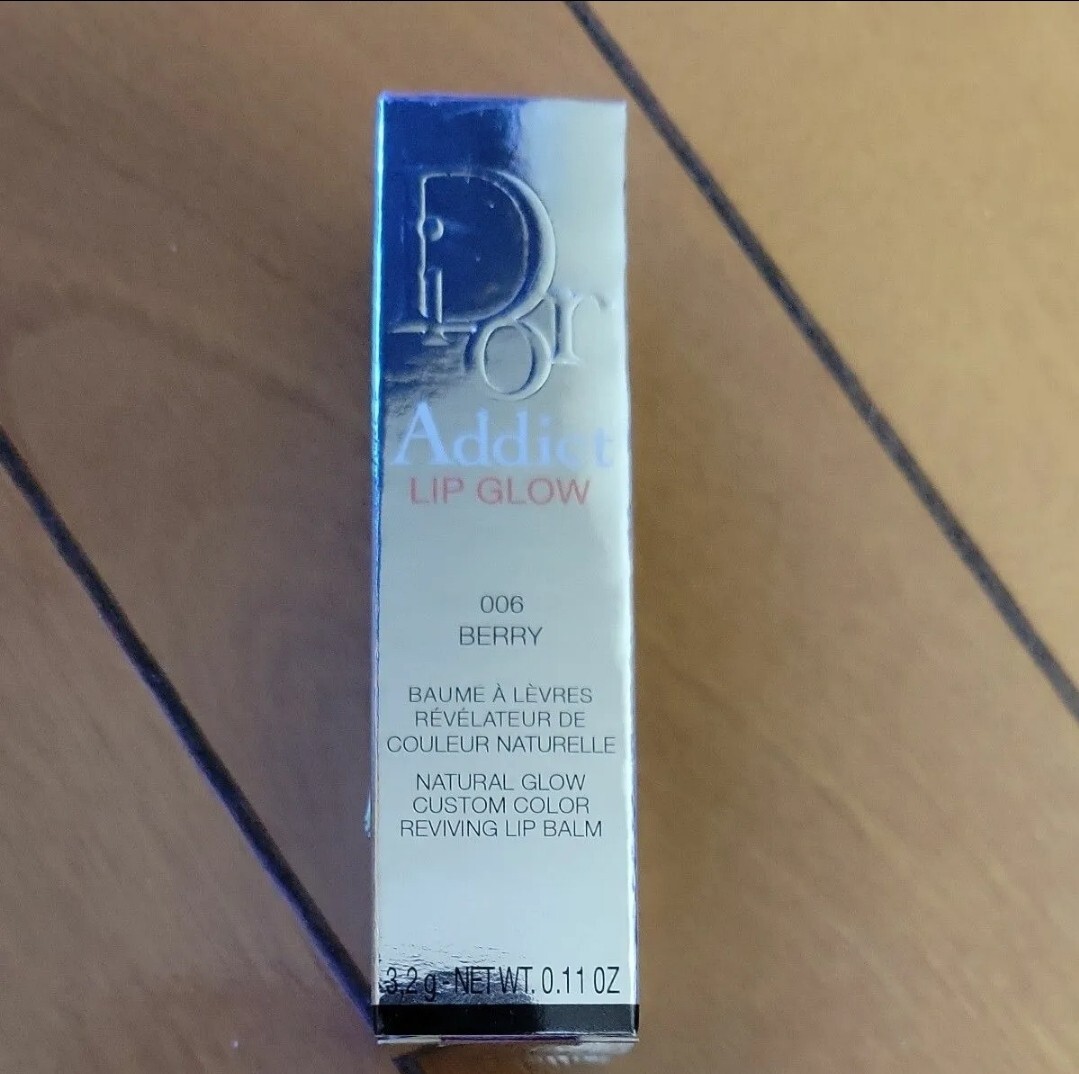 Dior
Addict
LIP GLOW
006
BERRY
BAUME À LÈVRES
RÉVÉLATEUR DE
COULEUR NATURELLE
NATURAL GLOW
CUSTOM COLOR
REVIVING LIP BALM
3,2 g - NET WT. 0.11 OZ